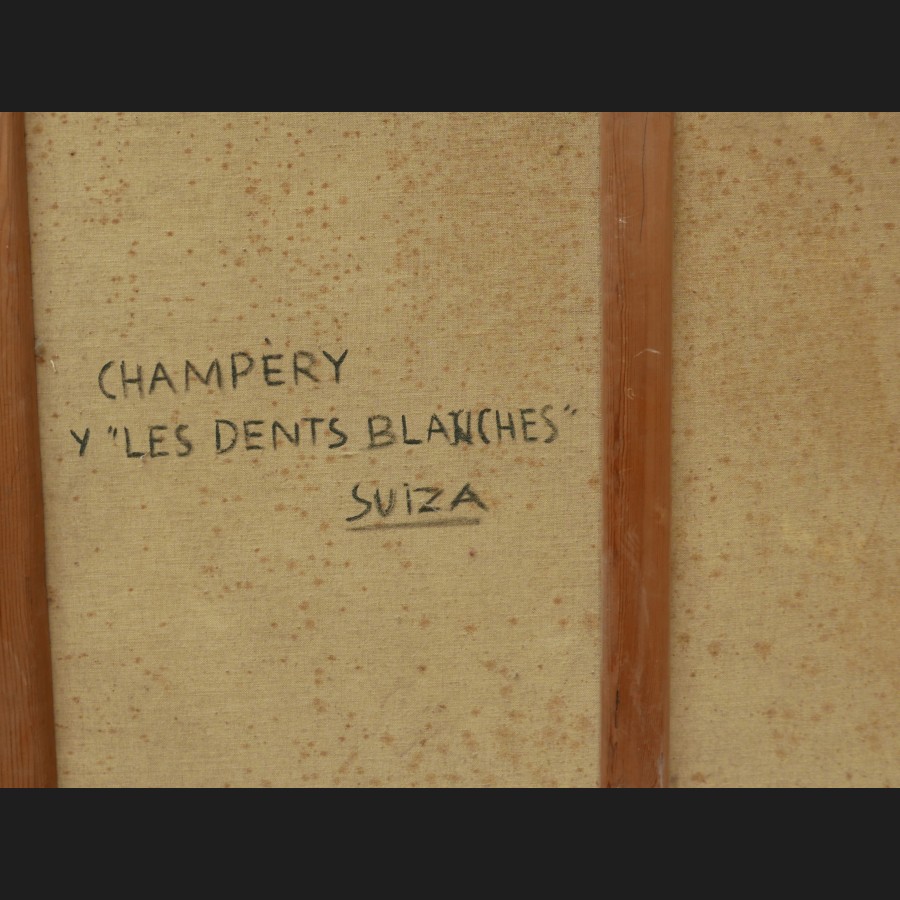 CHAMPÈRY
Y "LES DENTS BLANCHES"
SUiZA